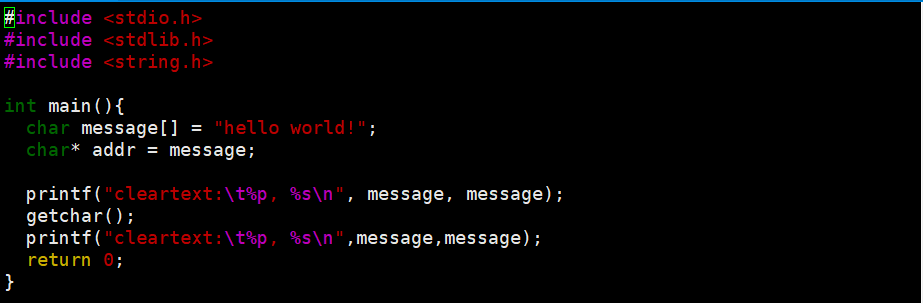 #include <stdio.h>
#include <stdlib.h>
#include <string.h>

int main(){
  char message[] = "hello world!";
  char* addr = message;

  printf("cleartext:\t%p, %s\n", message, message);
  getchar();
  printf("cleartext:\t%p, %s\n",message,message);
  return 0;
}